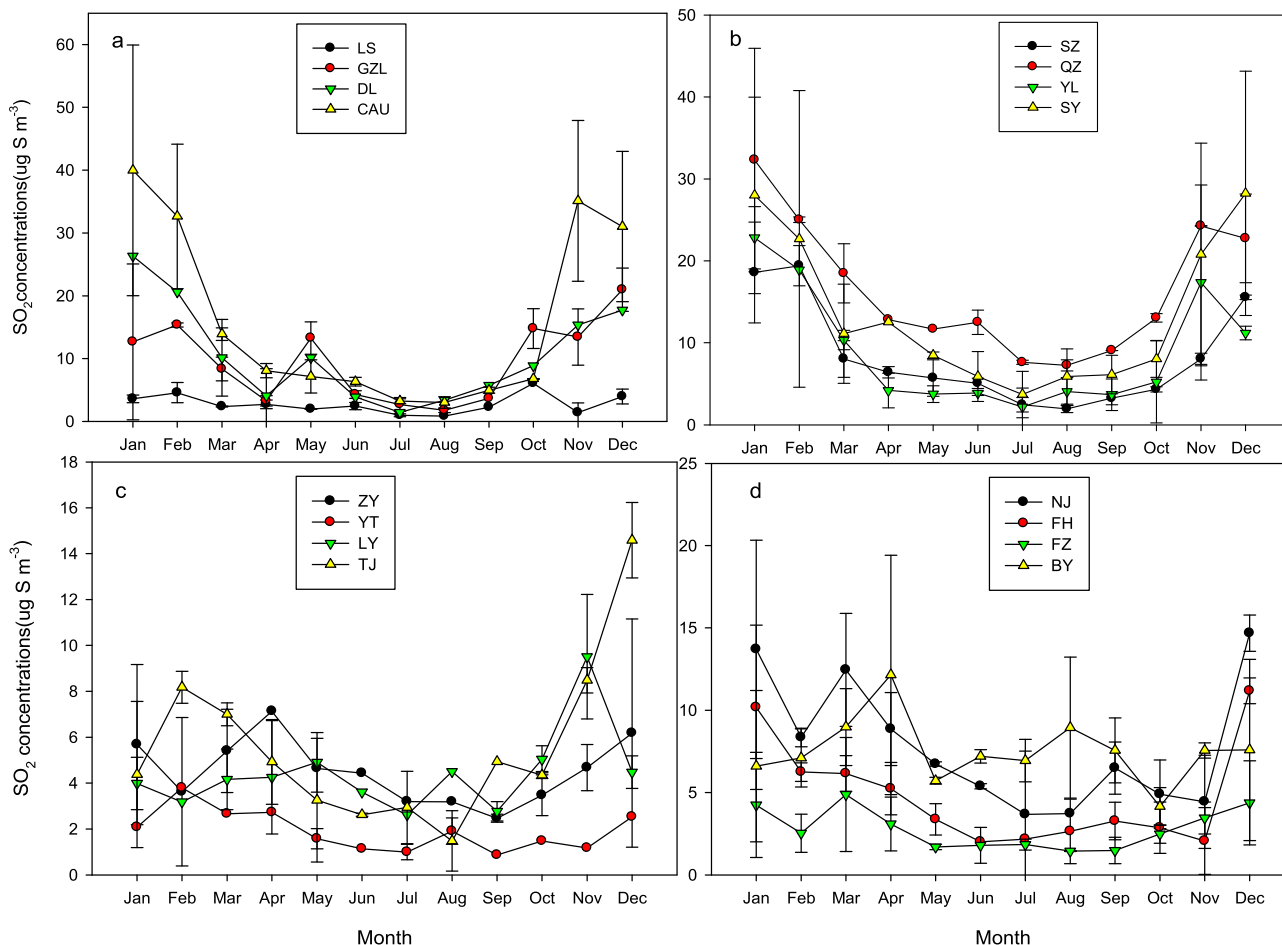 a
LS
GZL
DL
CAU
SO2concentrations(ug S m-3)
60
50
40
30
20
10
0
Jan Feb Mar Apr May Jun Jul Aug Sep Oct Nov Dec
b
SZ
QZ
YL
SY
50
40
30
20
10
0
Jan Feb Mar Apr May Jun Jul Aug Sep Oct Nov Dec
c
ZY
YT
LY
TJ
SO2 concentrations(ug S m-3)
18
16
14
12
10
8
6
4
2
0
Jan Feb Mar Apr May Jun Jul Aug Sep Oct Nov Dec
Month
d
NJ
FH
FZ
BY
25
20
15
10
5
0
Jan Feb Mar Apr May Jun Jul Aug Sep Oct Nov Dec
Month